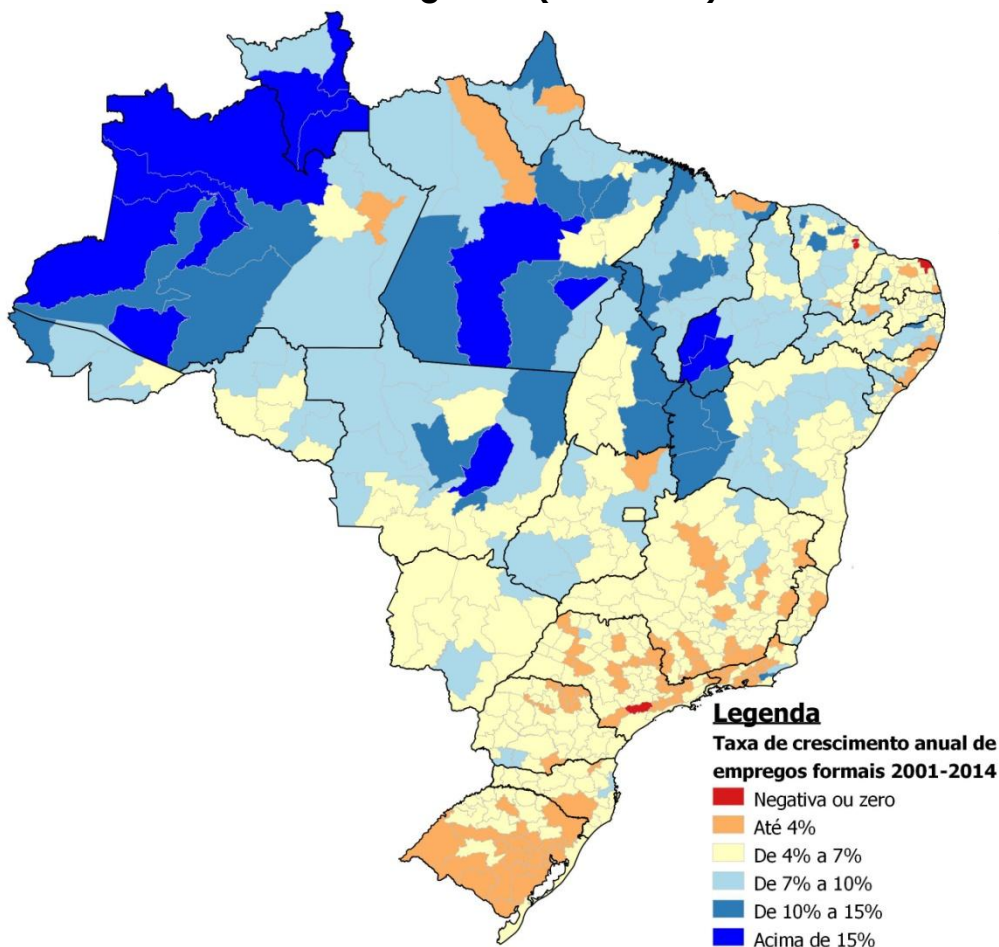 Legenda
Taxa de crescimento anual de
empregos formais 2001-2014
Negativa ou zero
Até 4%
De 4% a 7%
De 7% a 10%
De 10% a 15%
Acima de 15%